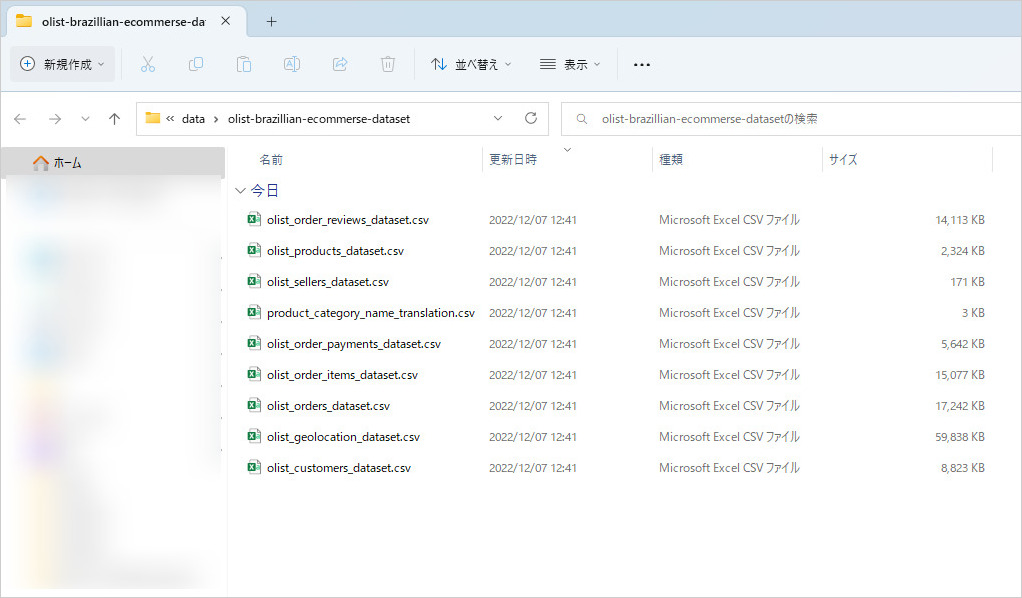 olist-brazillian-ecommerse-da
新規作成 並べ替え 表示
data olist-brazillian-ecommerse-dataset olist-brazillian-ecommerse-datasetの検索
ホーム
名前 更新日時 種類 サイズ
今日
olist_order_reviews_dataset.csv 2022/12/07 12:41 Microsoft Excel CSV ファイル 14,113 KB
olist_products_dataset.csv 2022/12/07 12:41 Microsoft Excel CSV ファイル 2,324 KB
olist_sellers_dataset.csv 2022/12/07 12:41 Microsoft Excel CSV ファイル 171 KB
product_category_name_translation.csv 2022/12/07 12:41 Microsoft Excel CSV ファイル 3 KB
olist_order_payments_dataset.csv 2022/12/07 12:41 Microsoft Excel CSV ファイル 5,642 KB
olist_order_items_dataset.csv 2022/12/07 12:41 Microsoft Excel CSV ファイル 15,077 KB
olist_orders_dataset.csv 2022/12/07 12:41 Microsoft Excel CSV ファイル 17,242 KB
olist_geolocation_dataset.csv 2022/12/07 12:41 Microsoft Excel CSV ファイル 59,838 KB
olist_customers_dataset.csv 2022/12/07 12:41 Microsoft Excel CSV ファイル 8,823 KB